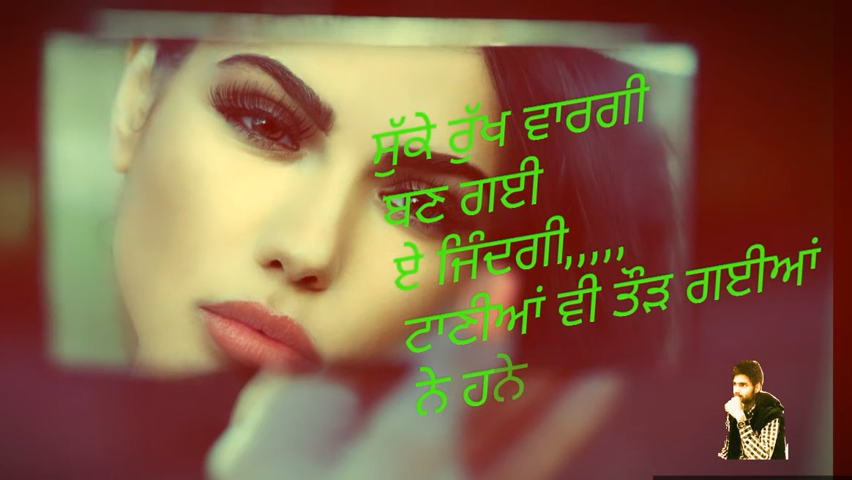 ਸੁੱਕੇ ਰੁੱਖ ਵਾਰਗੀ
ਬਣ ਗਈ
ਏ ਜਿੰਦਗੀ,,,,,
ਟਾਣੀਆਂ ਵੀ ਤੌੜ ਗਈਆਂ
ਨੇ ਹਨੇ